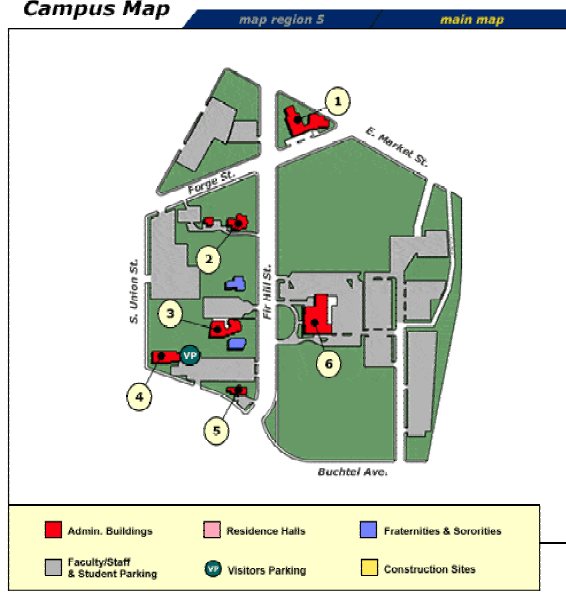 Campus Map
map region 5
main map
1
E. Market St.
Forge St.
2
S. Union St.
Fir Hill St.
3
VP
4
6
5
Buchtel Ave.
Admin. Buildings
Residence Halls
Fraternities & Sororities
Faculty/Staff
& Student Parking
VP
Visitors Parking
Construction Sites